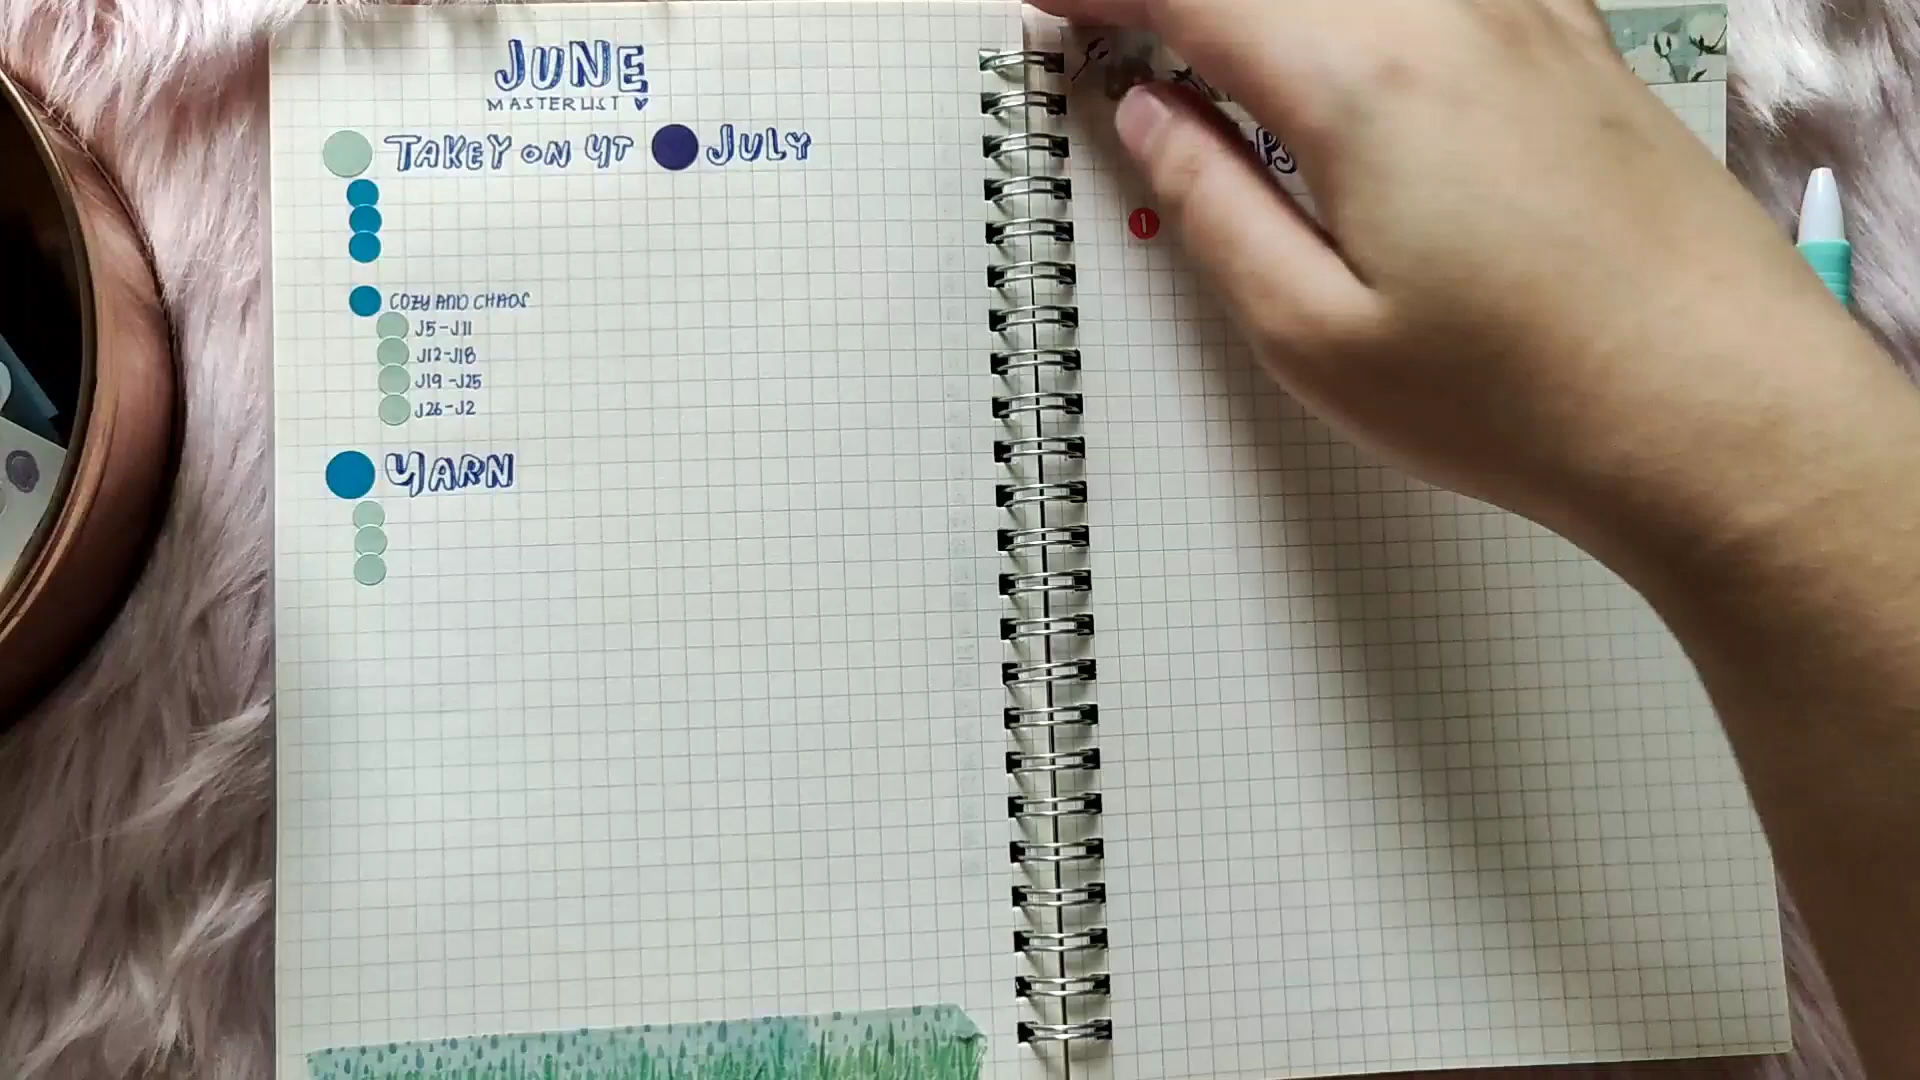 JUNE
MASTERLIST
TAKEY ON YT JULY
COZY AND CHAOS
J5-J11
J12-J18
J19-J25
J26-J2
YARN
PS
1